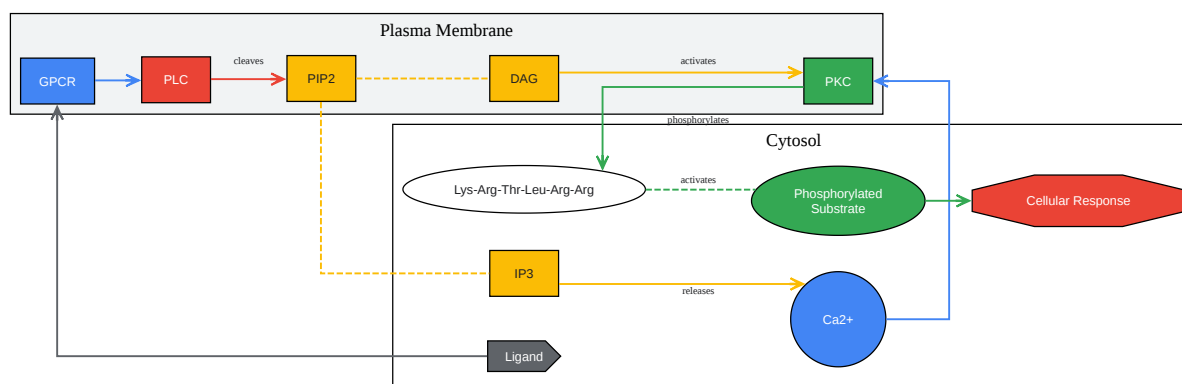 Plasma Membrane
GPCR
PLC
cleaves
PIP2
DAG
activates
PKC
phosphorylates
Cytosol
Lys-Arg-Thr-Leu-Arg-Arg
activates
Phosphorylated
Substrate
Cellular Response
IP3
releases
Ca2+
Ligand